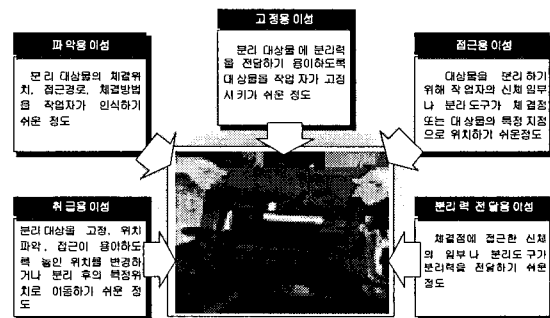 고정용이성
분리 대상물에 분리력
을 전달하기 용이하도록
대상물을 작업자가 고정
시키기 쉬운 정도
파악용이성
분리 대상물의 체결위
치, 접근경로, 체결방법
을 작업자가 인식하기
쉬운 정도
접근용이성
대상물을 분리하기
위해 작업자의 신체일부
나 분리도구가 체결점
또는 대상물의 특정지점
으로 위치하기 쉬운정도
취급용이성
분리대상을 고정, 위치
파악, 접근이 용이하도
록 놓인 위치를 변경하
거나 분리 후의 특정위
치로 이동하기 쉬운 정
도
분리력 전달용이성
체결점에 접근한 신체
의 일부나 분리도구가
분리력을 전달하기 쉬운
정도